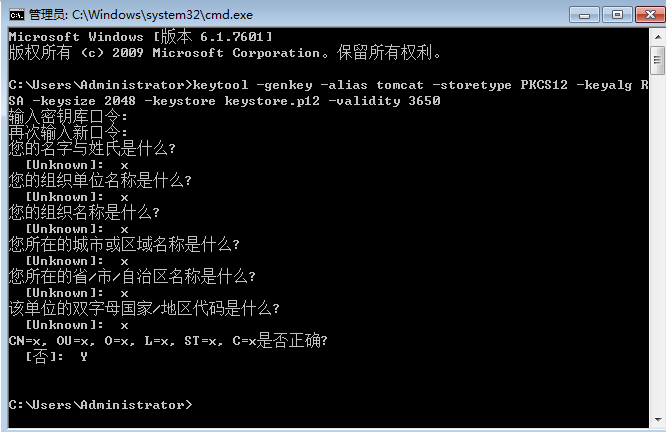 管理员: C:\Windows\system32\cmd.exe
Microsoft Windows [版本 6.1.7601]
版权所有 (c) 2009 Microsoft Corporation。保留所有权利。
C:\Users\Administrator>keytool -genkey -alias tomcat -storetype PKCS12 -keyalg R
SA -keysize 2048 -keystore keystore.p12 -validity 3650
输入密钥库口令:
再次输入新口令:
您的名字与姓氏是什么?
[Unknown]:  x
您的组织单位名称是什么?
[Unknown]:  x
您的组织名称是什么?
[Unknown]:  x
您所在的城市或区域名称是什么?
[Unknown]:  x
您所在的省/市/自治区名称是什么?
[Unknown]:  x
该单位的双字母国家/地区代码是什么?
[Unknown]:  x
CN=x, OU=x, O=x, L=x, ST=x, C=x是否正确?
[否]:  Y
C:\Users\Administrator>